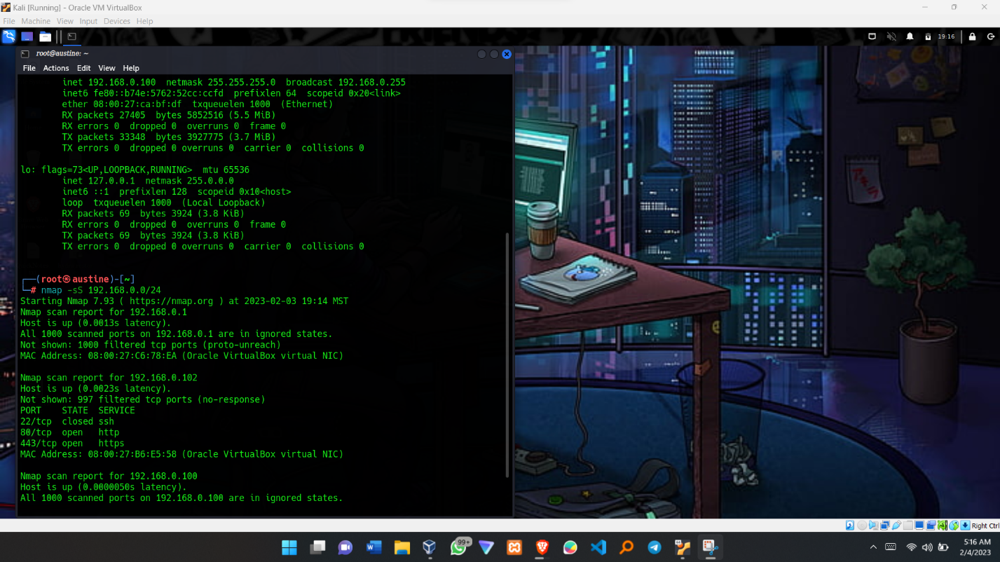 Kali [Running] - Oracle VM VirtualBox
File Machine View Input Devices Help
19:16
root@austine: ~
File Actions Edit View Help
inet 192.168.0.100  netmask 255.255.255.0  broadcast 192.168.0.255
inet6 fe80::b74e:5762:52cc:ccfd  prefixlen 64  scopeid 0x20<link>
ether 08:00:27:ca:bf:df  txqueuelen 1000  (Ethernet)
RX packets 27405  bytes 5852516 (5.5 MiB)
RX errors 0  dropped 0  overruns 0  frame 0
TX packets 33348  bytes 3927775 (3.7 MiB)
TX errors 0  dropped 0 overruns 0  carrier 0  collisions 0
lo: flags=73<UP,LOOPBACK,RUNNING>  mtu 65536
inet 127.0.0.1  netmask 255.0.0.0
inet6 ::1  prefixlen 128  scopeid 0x10<host>
loop  txqueuelen 1000  (Local Loopback)
RX packets 69  bytes 3924 (3.8 KiB)
RX errors 0  dropped 0  overruns 0  frame 0
TX packets 69  bytes 3924 (3.8 KiB)
TX errors 0  dropped 0 overruns 0  carrier 0  collisions 0
┌──(root㉿austine)-[~]
└─# nmap -sS 192.168.0.0/24
Starting Nmap 7.93 ( https://nmap.org ) at 2023-02-03 19:14 MST
Nmap scan report for 192.168.0.1
Host is up (0.0013s latency).
All 1000 scanned ports on 192.168.0.1 are in ignored states.
Not shown: 1000 filtered tcp ports (proto-unreach)
MAC Address: 08:00:27:C6:78:EA (Oracle VirtualBox virtual NIC)
Nmap scan report for 192.168.0.102
Host is up (0.0023s latency).
Not shown: 997 filtered tcp ports (no-response)
PORT    STATE  SERVICE
22/tcp  closed ssh
80/tcp  open   http
443/tcp open   https
MAC Address: 08:00:27:B6:E5:58 (Oracle VirtualBox virtual NIC)
Nmap scan report for 192.168.0.100
Host is up (0.0000050s latency).
All 1000 scanned ports on 192.168.0.100 are in ignored states.
Right Ctrl
99+
5:16 AM
2/4/2023